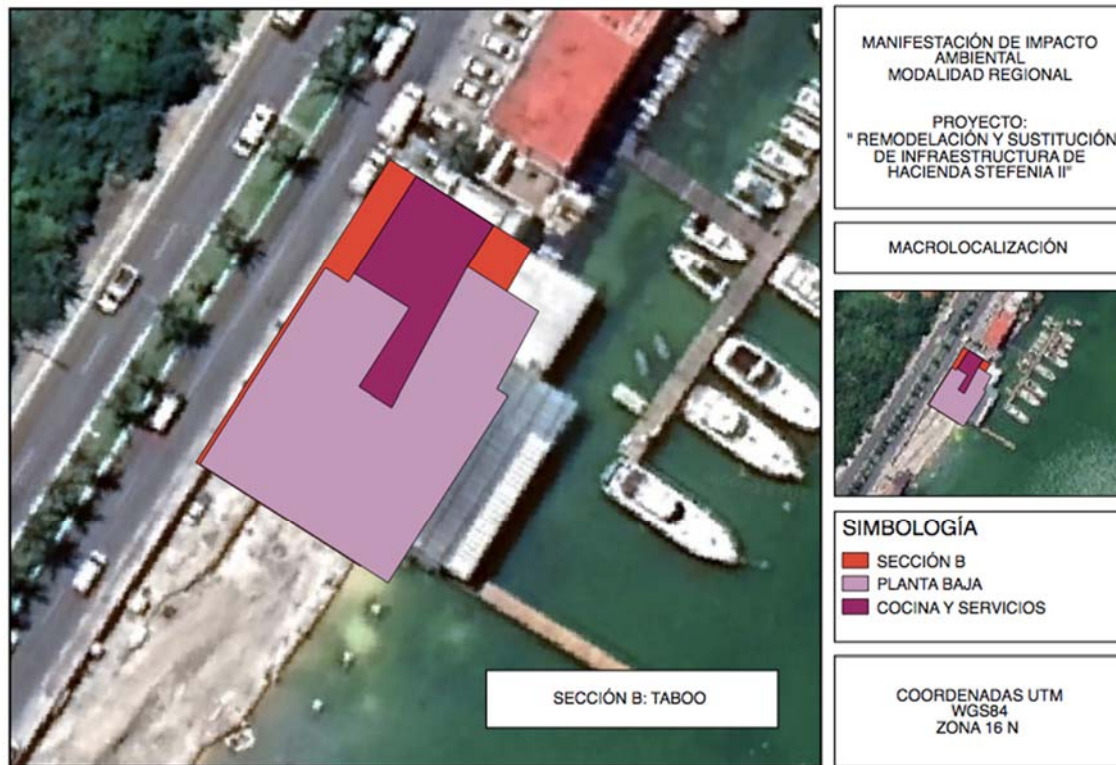 MANIFESTACIÓN DE IMPACTO
AMBIENTAL
MODALIDAD REGIONAL
PROYECTO:
" REMODELACIÓN Y SUSTITUCIÓN
DE INFRAESTRUCTURA DE
HACIENDA STEFENIA II"
MACROLOCALIZACIÓN
SIMBOLOGÍA
SECCIÓN B
PLANTA BAJA
COCINA Y SERVICIOS
SECCIÓN B: TABOO
COORDENADAS UTM
WGS84
ZONA 16 N